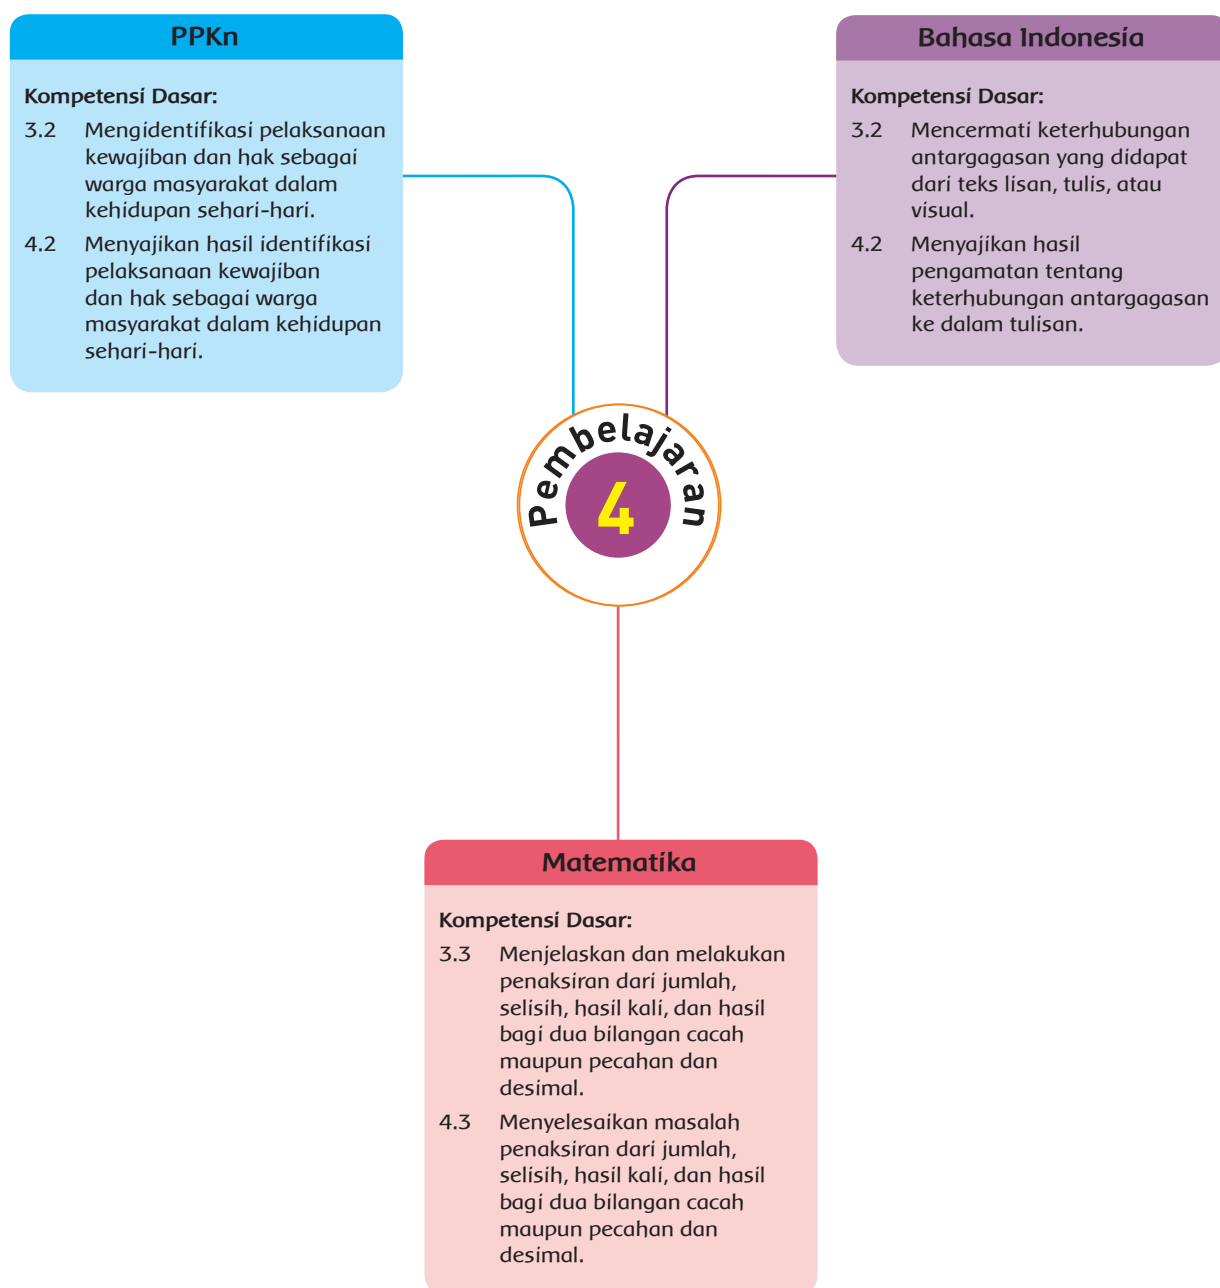 PPKn
Kompetensi Dasar:
3.2 Mengidentifikasi pelaksanaan
kewajiban dan hak sebagai
warga masyarakat dalam
kehidupan sehari-hari.
4.2 Menyajikan hasil identifikasi
pelaksanaan kewajiban
dan hak sebagai warga
masyarakat dalam kehidupan
sehari-hari.
Bahasa Indonesia
Kompetensi Dasar:
3.2 Mencermati keterhubungan
antargagasan yang didapat
dari teks lisan, tulis, atau
visual.
4.2 Menyajikan hasil
pengamatan tentang
keterhubungan antargagasan
ke dalam tulisan.
Pembelajaran
4
Matematika
Kompetensi Dasar:
3.3 Menjelaskan dan melakukan
penaksiran dari jumlah,
selisih, hasil kali, dan hasil
bagi dua bilangan cacah
maupun pecahan dan
desimal.
4.3 Menyelesaikan masalah
penaksiran dari jumlah,
selisih, hasil kali, dan hasil
bagi dua bilangan cacah
maupun pecahan dan
desimal.